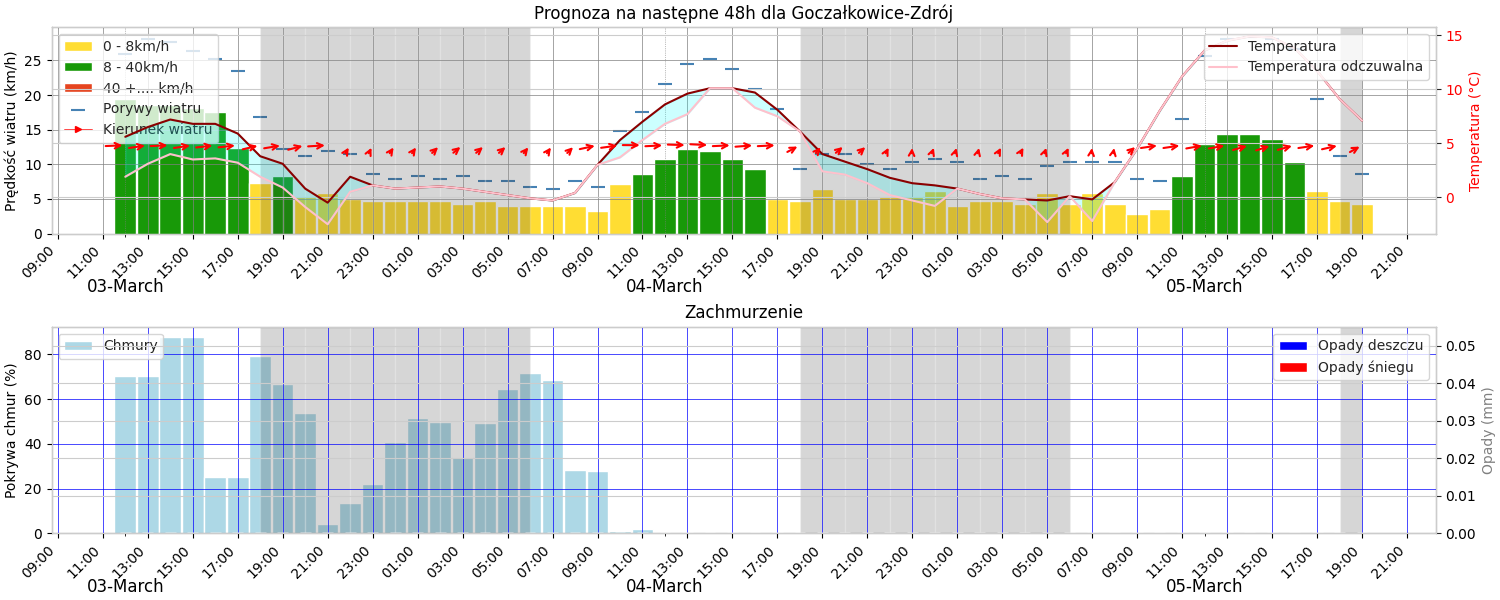 Prognoza na następne 48h dla Goczałkowice-Zdrój
Prędkość wiatru (km/h)
25
20
15
10
5
0
0 - 8km/h
8 - 40km/h
40 +.... km/h
Porywy wiatru
Kierunek wiatru
Temperatura
Temperatura odczuwalna
15
10
5
0
Temperatura (°C)
09:00 11:00 13:00 15:00 17:00 19:00 21:00 23:00 01:00 03:00 05:00 07:00 09:00 11:00 13:00 15:00 17:00 19:00 21:00 23:00 01:00 03:00 05:00 07:00 09:00 11:00 13:00 15:00 17:00 19:00 21:00
03-March 04-March 05-March
Zachmurzenie
Pokrywa chmur (%)
80
60
40
20
0
Chmury
Opady deszczu
Opady śniegu
0.05
0.04
0.03
0.02
0.01
0.00
Opady (mm)
09:00 11:00 13:00 15:00 17:00 19:00 21:00 23:00 01:00 03:00 05:00 07:00 09:00 11:00 13:00 15:00 17:00 19:00 21:00 23:00 01:00 03:00 05:00 07:00 09:00 11:00 13:00 15:00 17:00 19:00 21:00
03-March 04-March 05-March